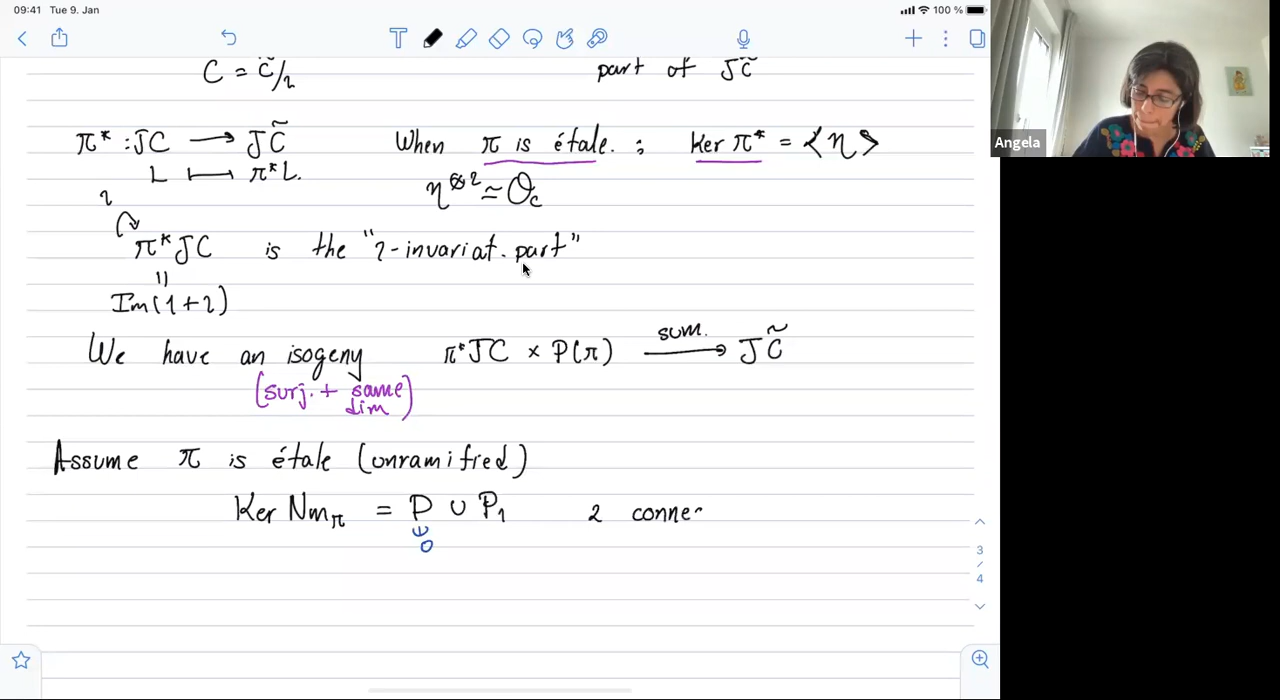 09:41 Tue 9. Jan
100 %
C = C̃/ι
part of JC̃
π* : JC ⟶ JC̃
When π is étale : Ker π* = <η>
L ⟼ π*L.
η^⊗2 ≃ O_C
ι
π*JC is the "ι-invariat. part"
=
Im(1+ι)
We have an isogeny π*JC × P(π) ⟶ JC̃
sum.
(surj. + same dim)
Assume π is étale (unramified)
Ker Nm_π = P ∪ P_1 2 conne
0
3
/
4
Angela